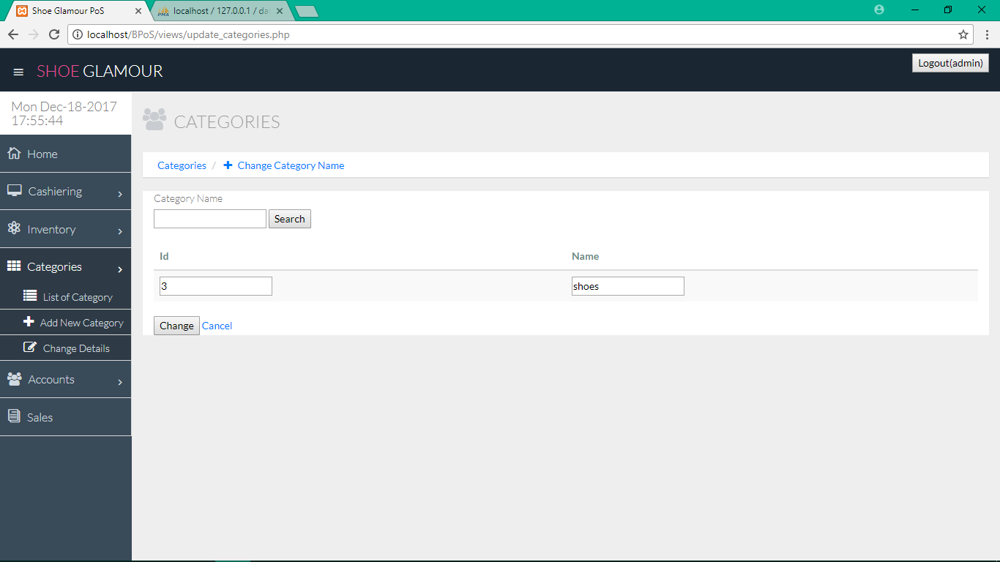 Shoe Glamour PoS
PMA localhost / 127.0.0.1 / da
localhost/BPoS/views/update_categories.php
SHOE GLAMOUR
Logout(admin)
Mon Dec-18-2017
17:55:44
Home
Cashiering
Inventory
Categories
List of Category
Add New Category
Change Details
Accounts
Sales
CATEGORIES
Categories / Change Category Name
Category Name
Search
Id Name
3 shoes
Change Cancel